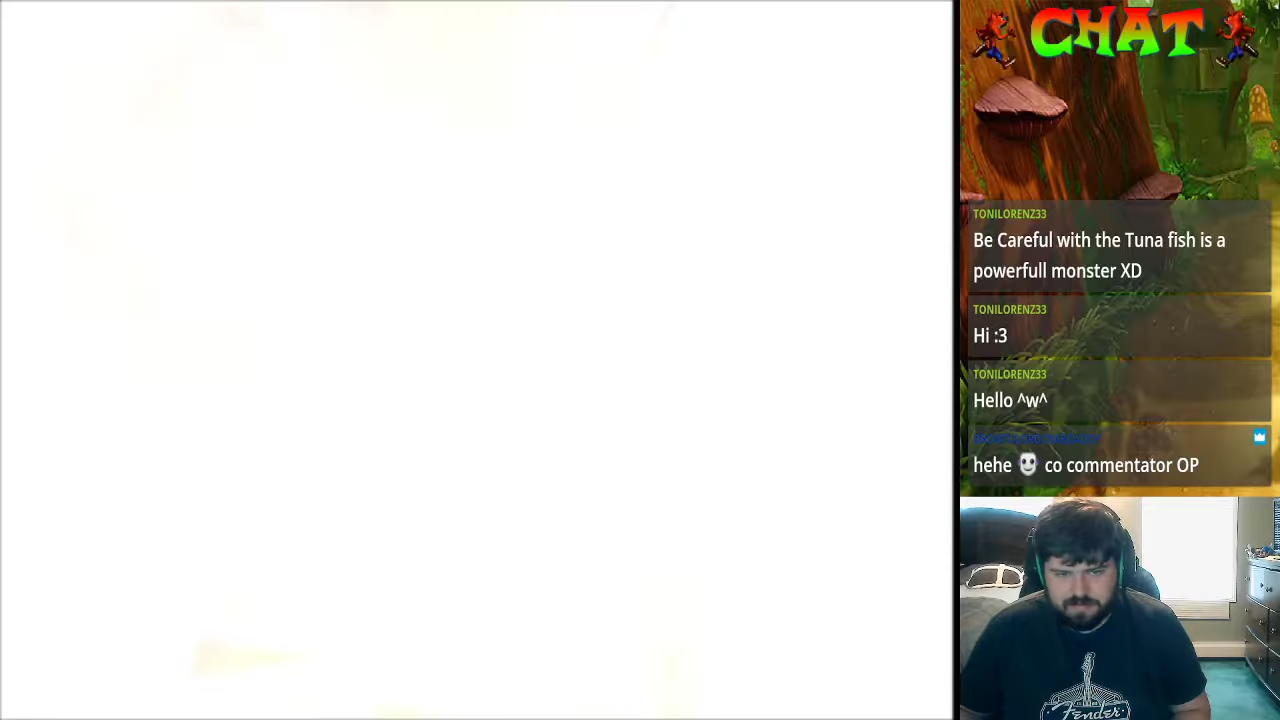 CHAT
TONILORENZ33
Be Careful with the Tuna fish is a
powerfull monster XD
TONILORENZ33
Hi :3
TONILORENZ33
Hello ^w^
hehe co commentator OP
Fender